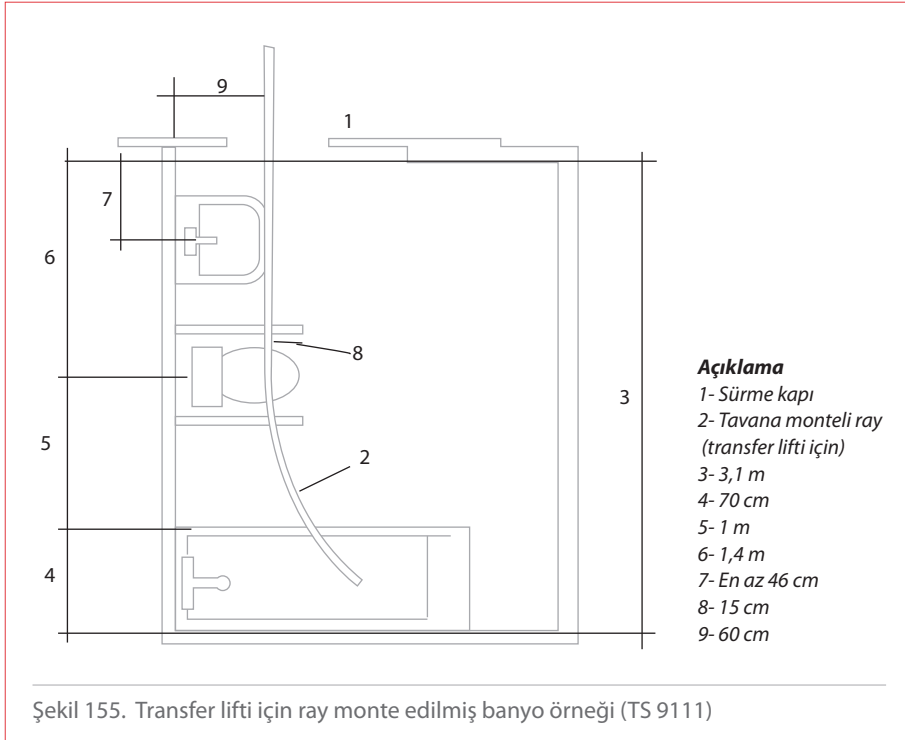 9
1
7
6
8
3
5
2
4
Açıklama
1- Sürme kapı
2- Tavana monteli ray
(transfer lifti için)
3- 3,1 m
4- 70 cm
5- 1 m
6- 1,4 m
7- En az 46 cm
8- 15 cm
9- 60 cm
Şekil 155. Transfer lifti için ray monte edilmiş banyo örneği (TS 9111)